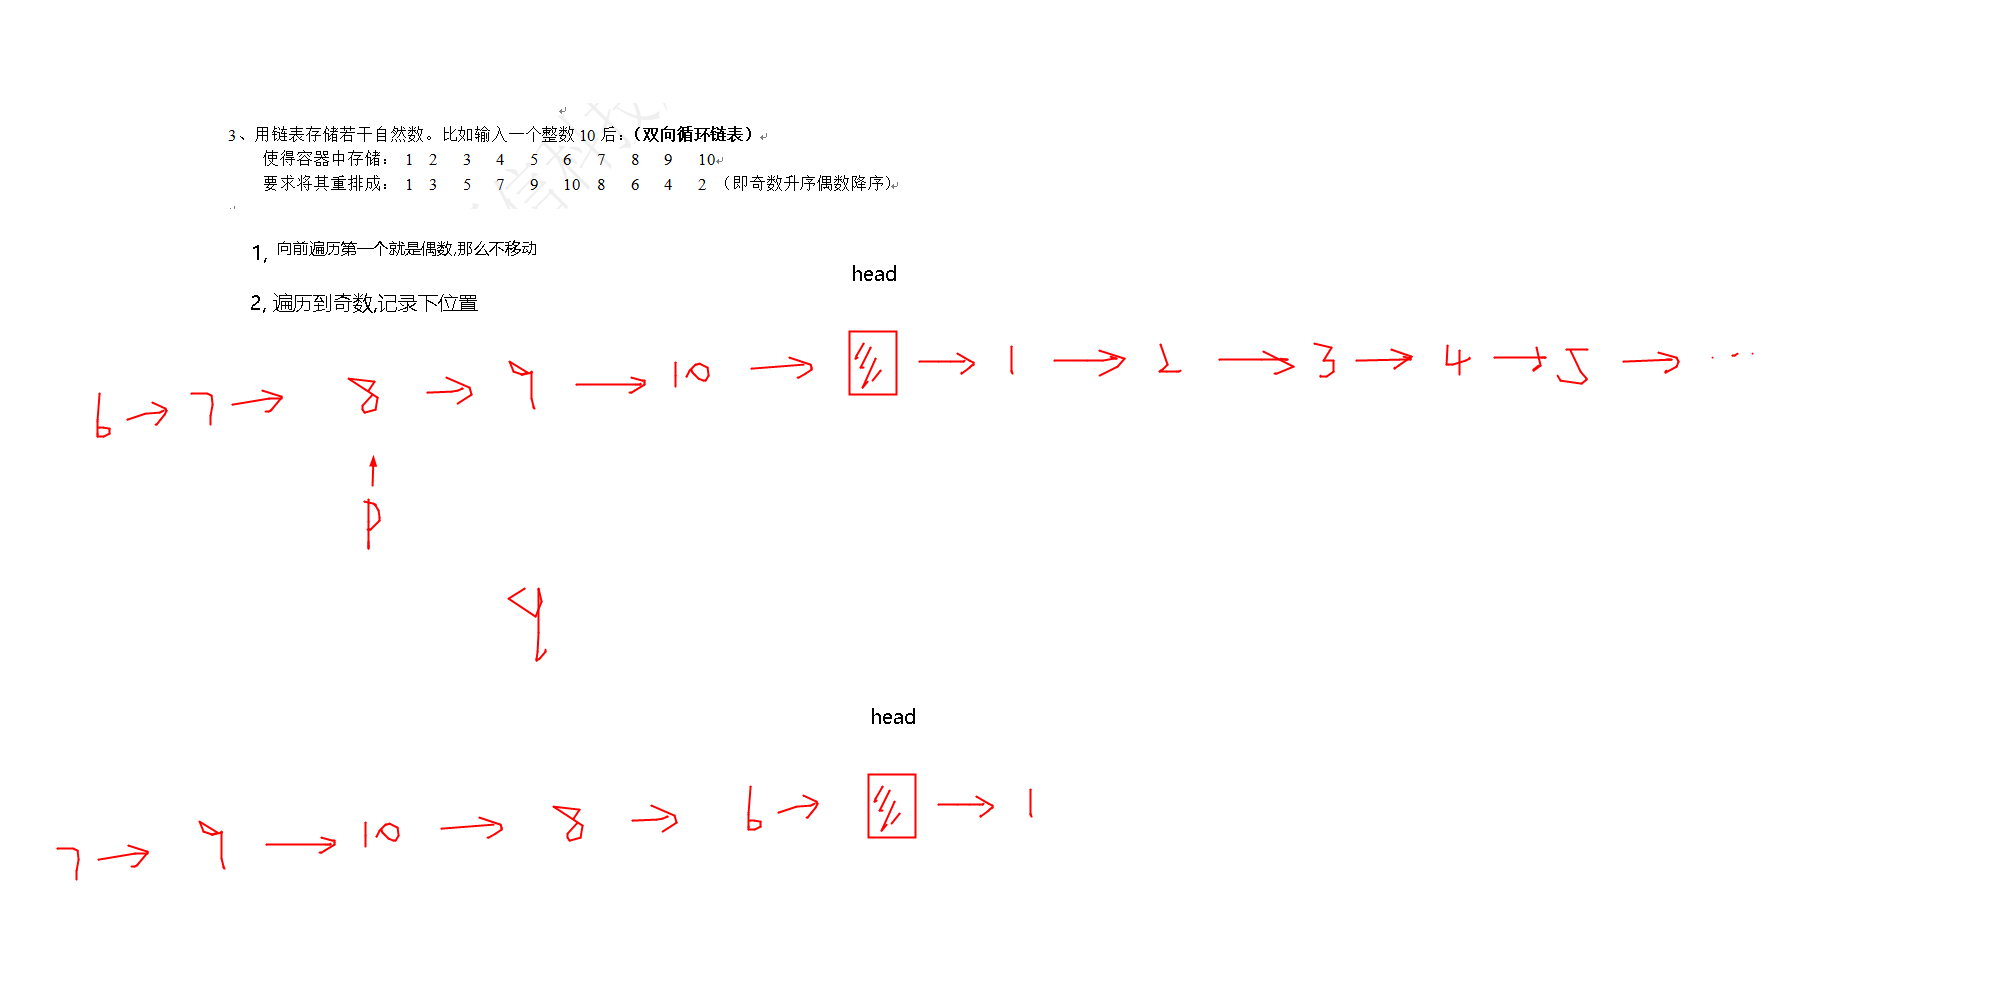 3、用链表存储若干自然数。比如输入一个整数 10 后：（双向循环链表）
使得容器中存储： 1 2 3 4 5 6 7 8 9 10
要求将其重排成： 1 3 5 7 9 10 8 6 4 2 （即奇数升序偶数降序）
1, 向前遍历第一个就是偶数,那么不移动
head
2, 遍历到奇数,记录下位置
6 → 7 → 8 → 9 → 10 → → 1 → 2 → 3 → 4 → 5 → ...
p
q
head
7 → 9 → 10 → 8 → 6 → → 1